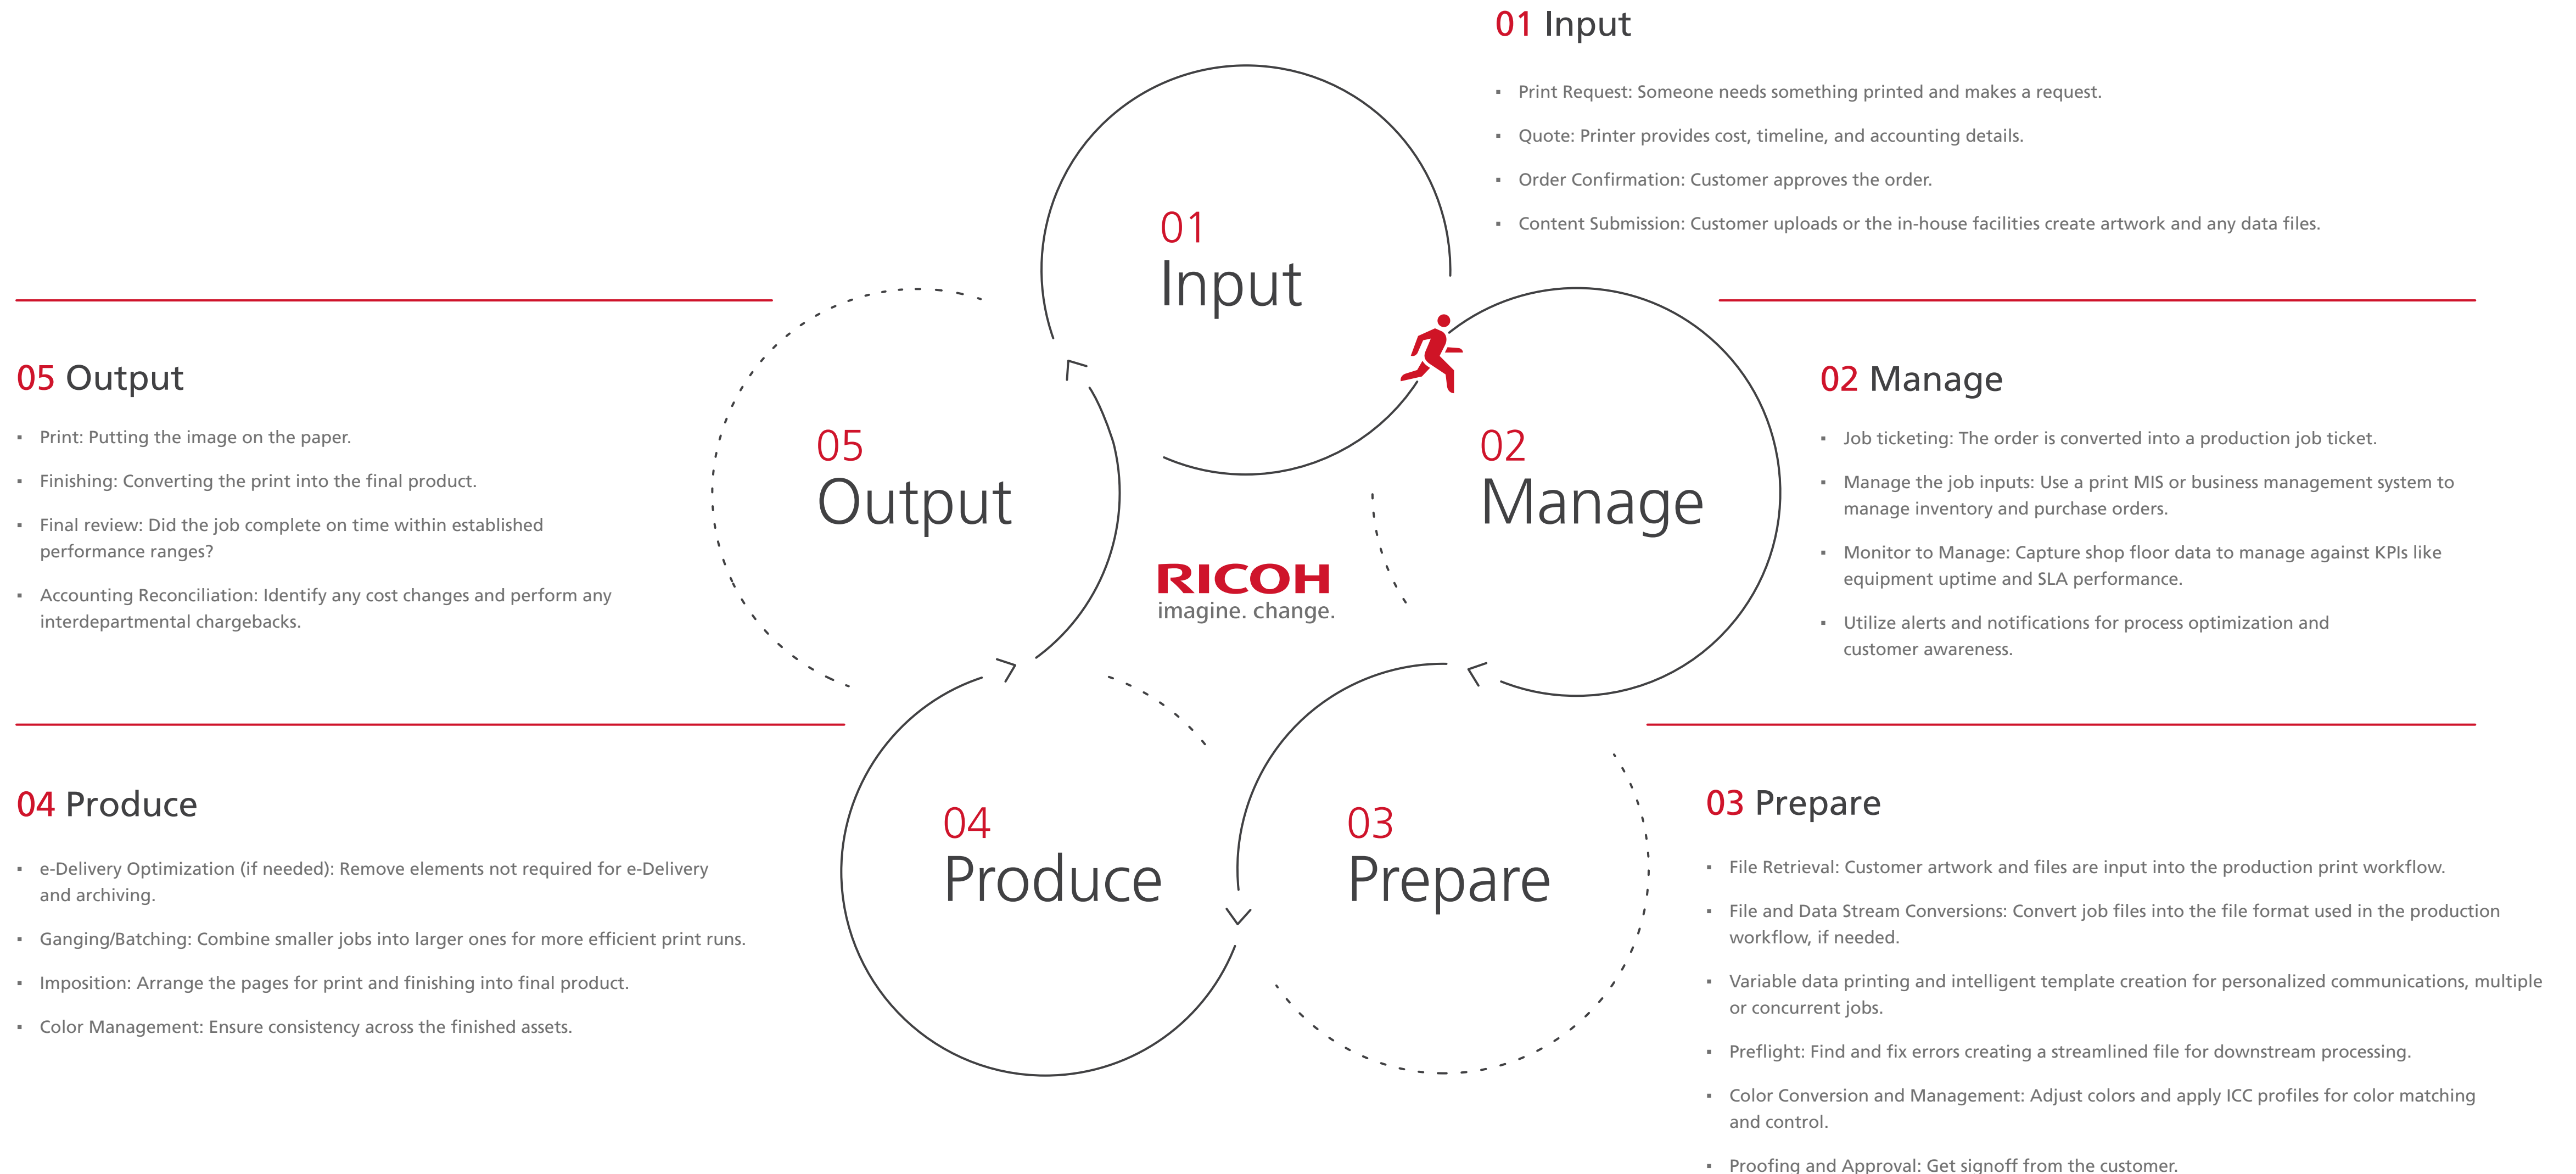 01 Input
▪ Print Request: Someone needs something printed and makes a request.
▪ Quote: Printer provides cost, timeline, and accounting details.
▪ Order Confirmation: Customer approves the order.
▪ Content Submission: Customer uploads or the in-house facilities create artwork and any data files.
01
Input
02
Manage
03
Prepare
04
Produce
05
Output
RICOH
imagine. change.
02 Manage
▪ Job ticketing: The order is converted into a production job ticket.
▪ Manage the job inputs: Use a print MIS or business management system to
manage inventory and purchase orders.
▪ Monitor to Manage: Capture shop floor data to manage against KPIs like
equipment uptime and SLA performance.
▪ Utilize alerts and notifications for process optimization and
customer awareness.
03 Prepare
▪ File Retrieval: Customer artwork and files are input into the production print workflow.
▪ File and Data Stream Conversions: Convert job files into the file format used in the production
workflow, if needed.
▪ Variable data printing and intelligent template creation for personalized communications, multiple
or concurrent jobs.
▪ Preflight: Find and fix errors creating a streamlined file for downstream processing.
▪ Color Conversion and Management: Adjust colors and apply ICC profiles for color matching
and control.
▪ Proofing and Approval: Get signoff from the customer.
04 Produce
▪ e-Delivery Optimization (if needed): Remove elements not required for e-Delivery
and archiving.
▪ Ganging/Batching: Combine smaller jobs into larger ones for more efficient print runs.
▪ Imposition: Arrange the pages for print and finishing into final product.
▪ Color Management: Ensure consistency across the finished assets.
05 Output
▪ Print: Putting the image on the paper.
▪ Finishing: Converting the print into the final product.
▪ Final review: Did the job complete on time within established
performance ranges?
▪ Accounting Reconciliation: Identify any cost changes and perform any
interdepartmental chargebacks.